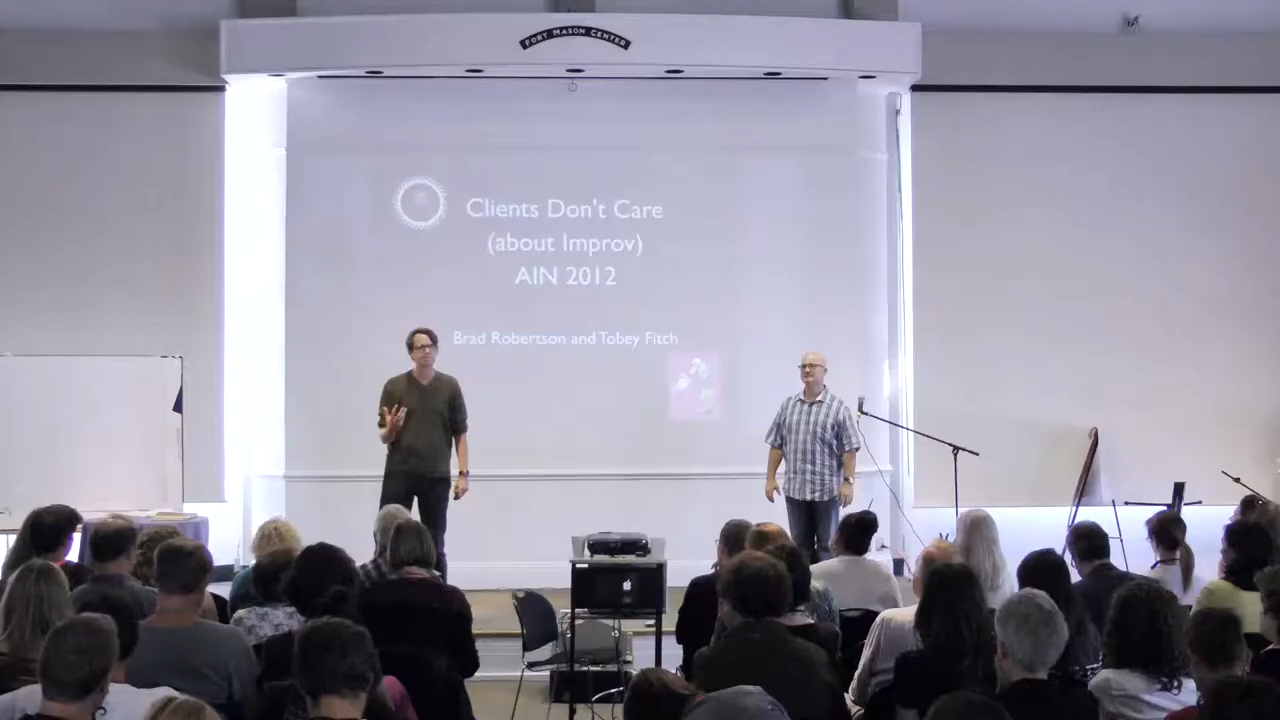 FORT MASON CENTER
Clients Don't Care
(about Improv)
AIN 2012
Brad Robertson and Tobey Fitch